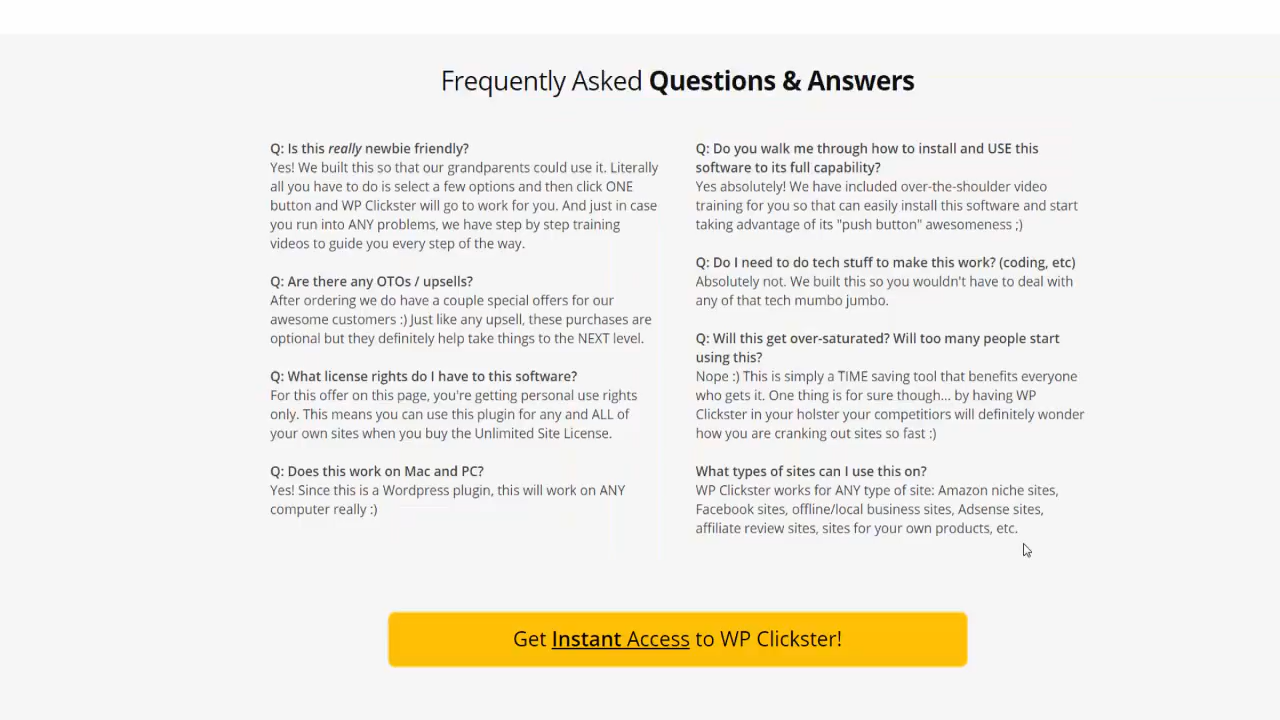 Frequently Asked Questions & Answers
Q: Is this really newbie friendly?
Yes! We built this so that our grandparents could use it. Literally
all you have to do is select a few options and then click ONE
button and WP Clickster will go to work for you. And just in case
you run into ANY problems, we have step by step training
videos to guide you every step of the way.
Q: Are there any OTOs / upsells?
After ordering we do have a couple special offers for our
awesome customers :) Just like any upsell, these purchases are
optional but they definitely help take things to the NEXT level.
Q: What license rights do I have to this software?
For this offer on this page, you're getting personal use rights
only. This means you can use this plugin for any and ALL of
your own sites when you buy the Unlimited Site License.
Q: Does this work on Mac and PC?
Yes! Since this is a Wordpress plugin, this will work on ANY
computer really :)
Q: Do you walk me through how to install and USE this
software to its full capability?
Yes absolutely! We have included over-the-shoulder video
training for you so that can easily install this software and start
taking advantage of its "push button" awesomeness ;)
Q: Do I need to do tech stuff to make this work? (coding, etc)
Absolutely not. We built this so you wouldn't have to deal with
any of that tech mumbo jumbo.
Q: Will this get over-saturated? Will too many people start
using this?
Nope :) This is simply a TIME saving tool that benefits everyone
who gets it. One thing is for sure though... by having WP
Clickster in your holster your competitiors will definitely wonder
how you are cranking out sites so fast :)
What types of sites can I use this on?
WP Clickster works for ANY type of site: Amazon niche sites,
Facebook sites, offline/local business sites, Adsense sites,
affiliate review sites, sites for your own products, etc.
Get Instant Access to WP Clickster!